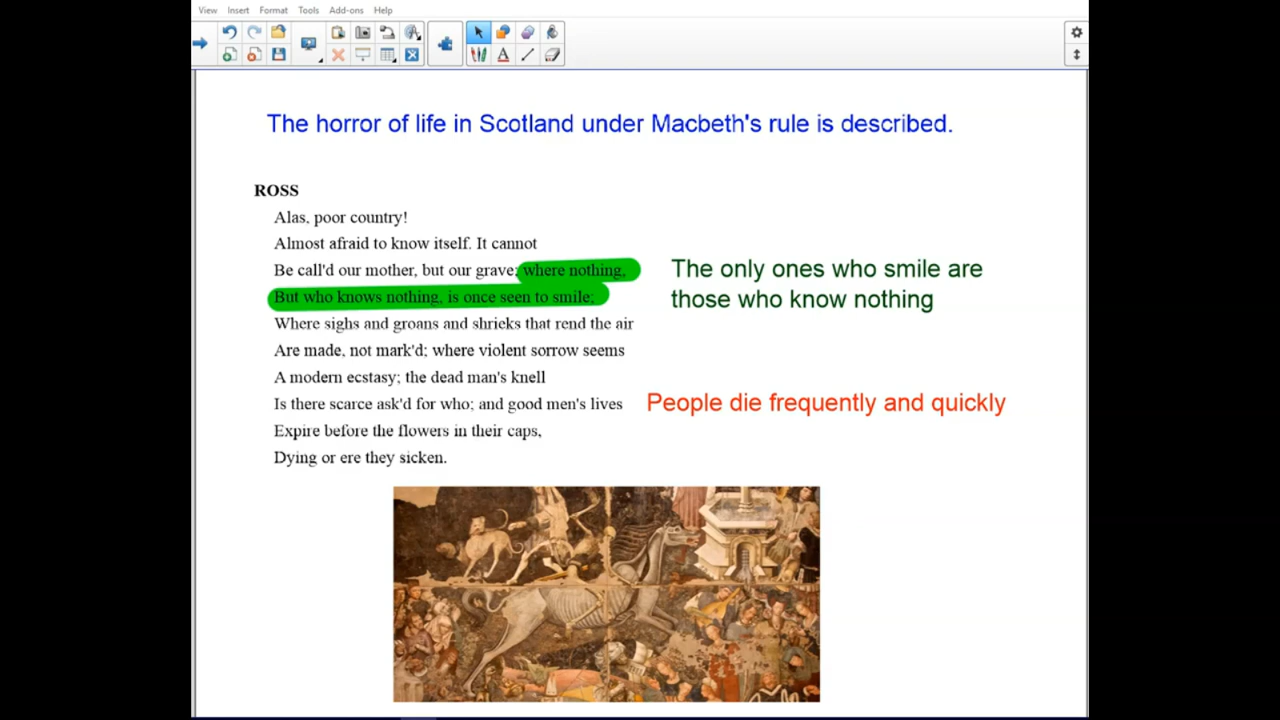 View Insert Format Tools Add-ons Help
The horror of life in Scotland under Macbeth's rule is described.
ROSS
Alas, poor country!
Almost afraid to know itself. It cannot
Be call'd our mother, but our grave; where nothing,
But who knows nothing, is once seen to smile;
Where sighs and groans and shrieks that rend the air
Are made, not mark'd; where violent sorrow seems
A modern ecstasy; the dead man's knell
Is there scarce ask'd for who; and good men's lives
Expire before the flowers in their caps,
Dying or ere they sicken.
The only ones who smile are
those who know nothing
People die frequently and quickly